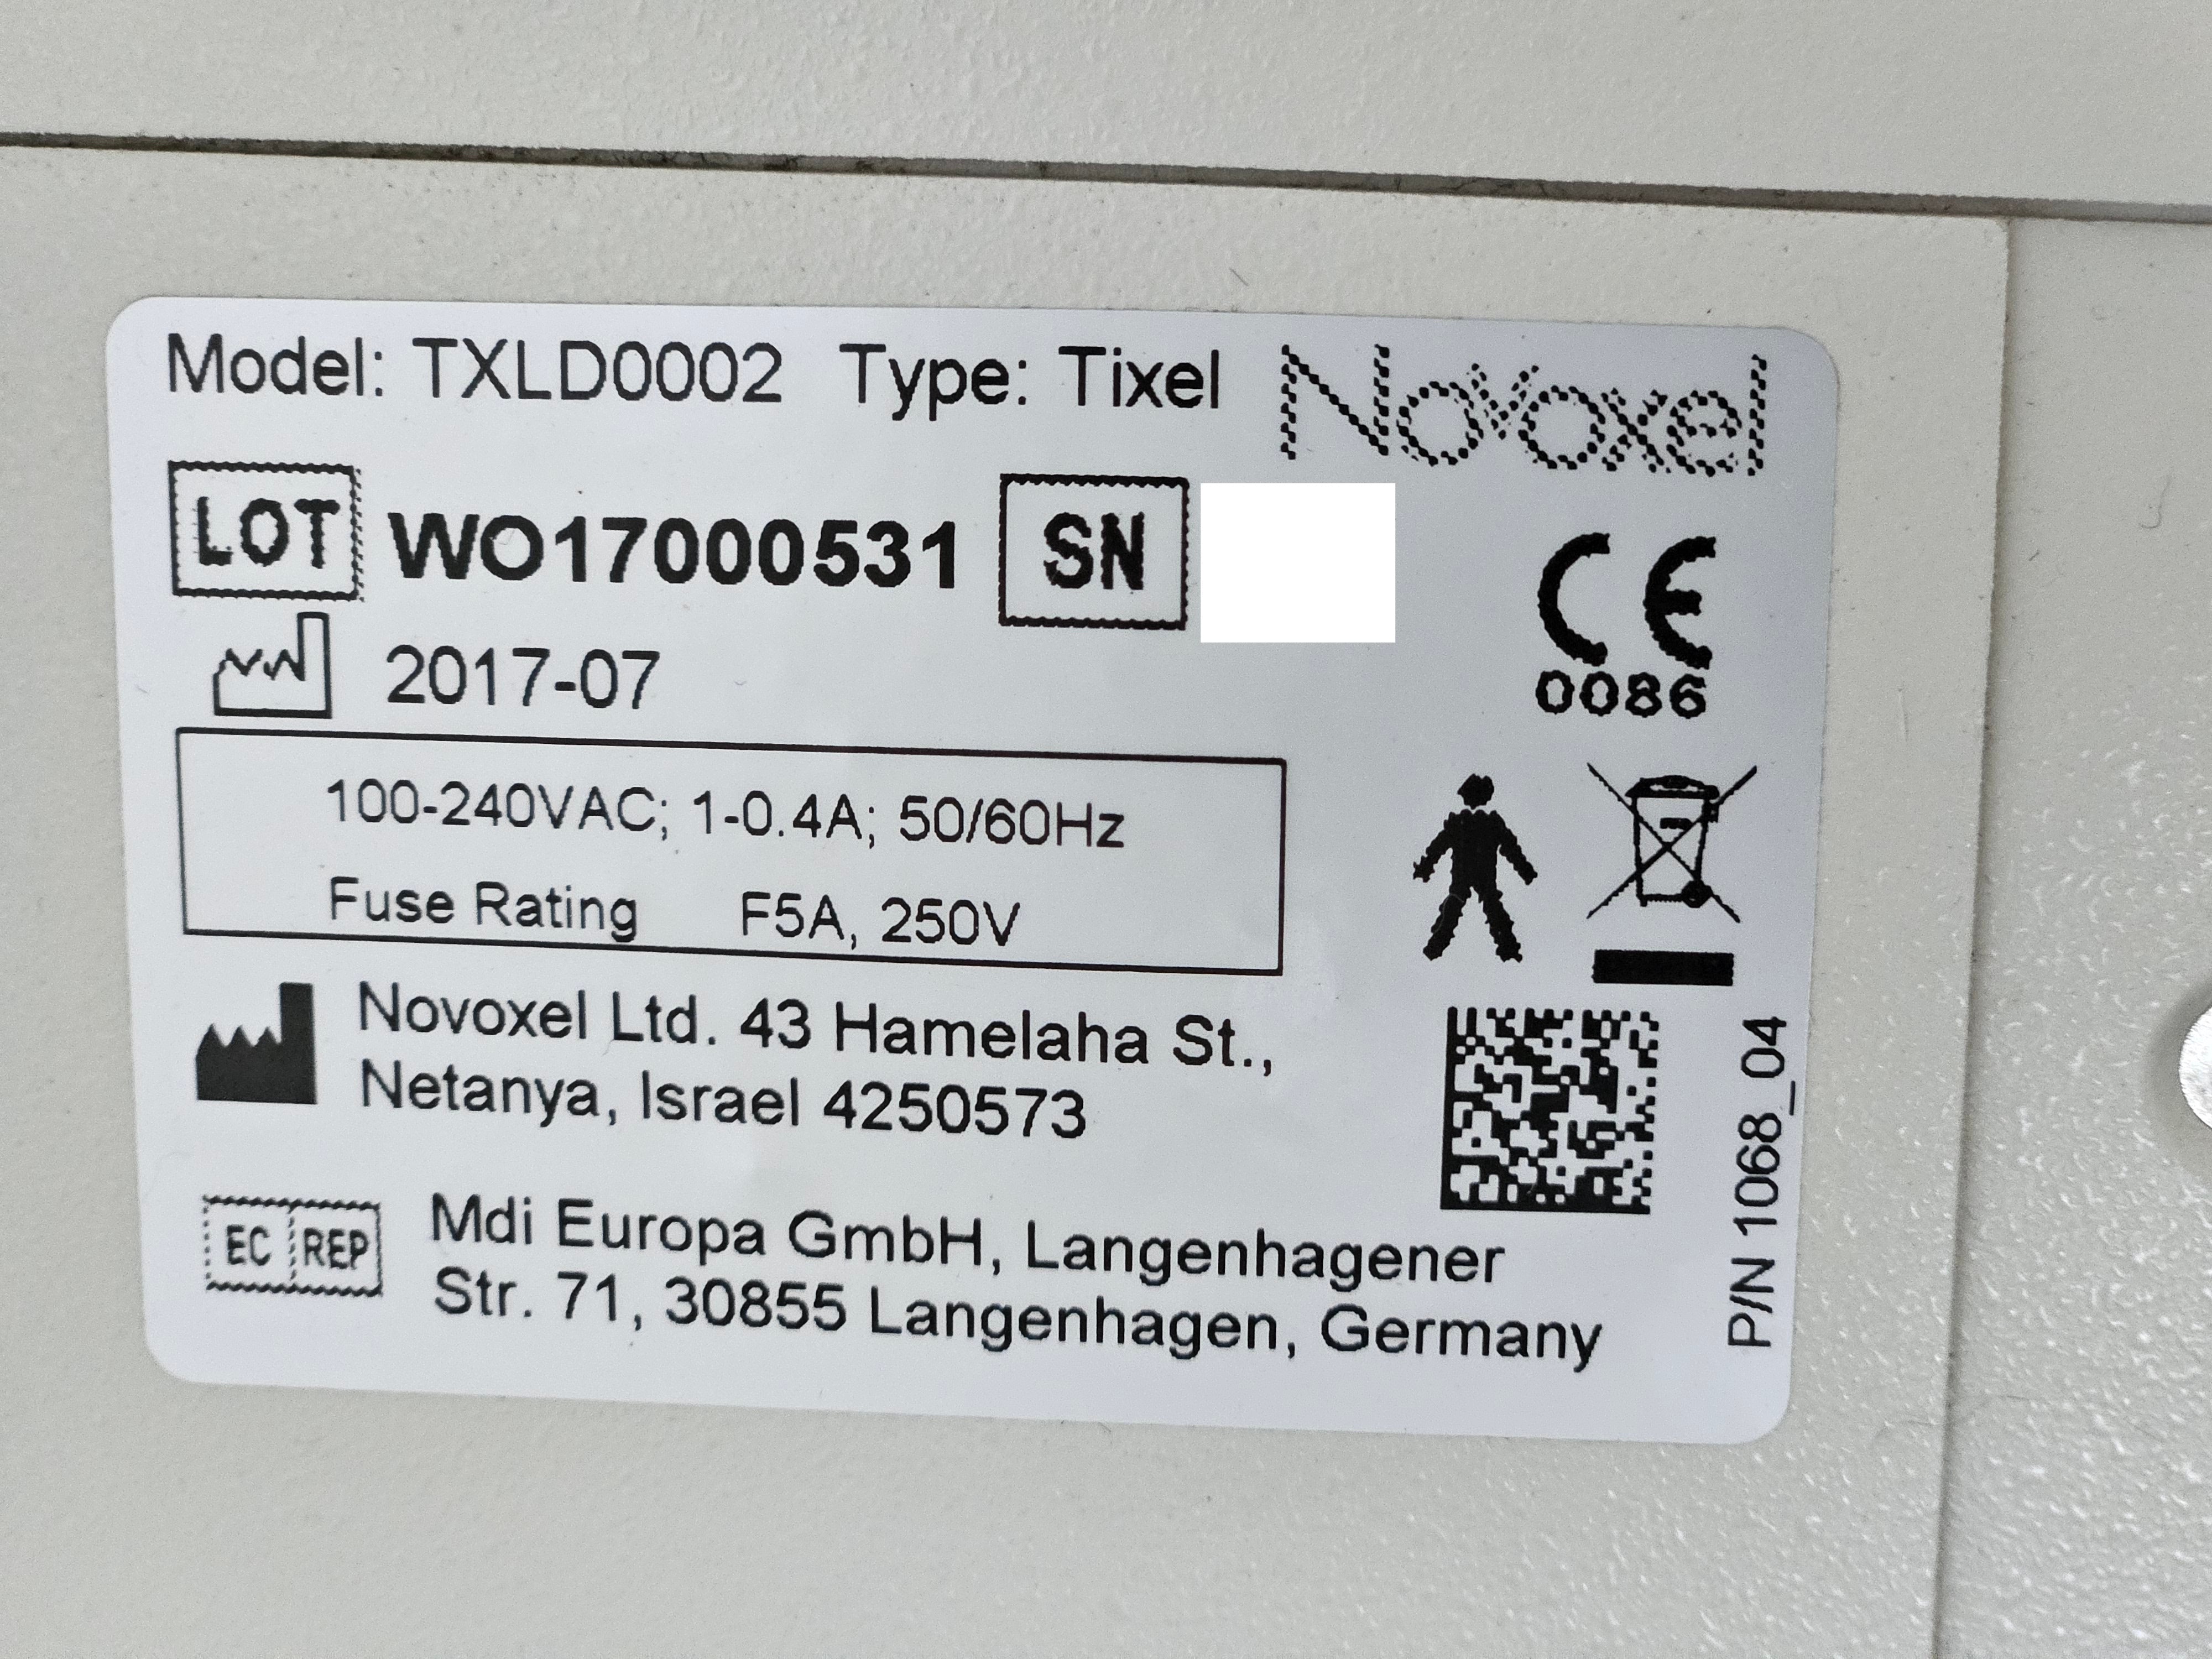 Model: TXLD0002 Type: Tixel Novoxel
LOT WO17000531 SN
CE
0086
2017-07
100-240VAC; 1-0.4A; 50/60Hz
Fuse Rating F5A, 250V
Novoxel Ltd. 43 Hamelaha St.,
Netanya, Israel 4250573
EC REP
Mdi Europa GmbH, Langenhagener
Str. 71, 30855 Langenhagen, Germany
P/N 1068_04